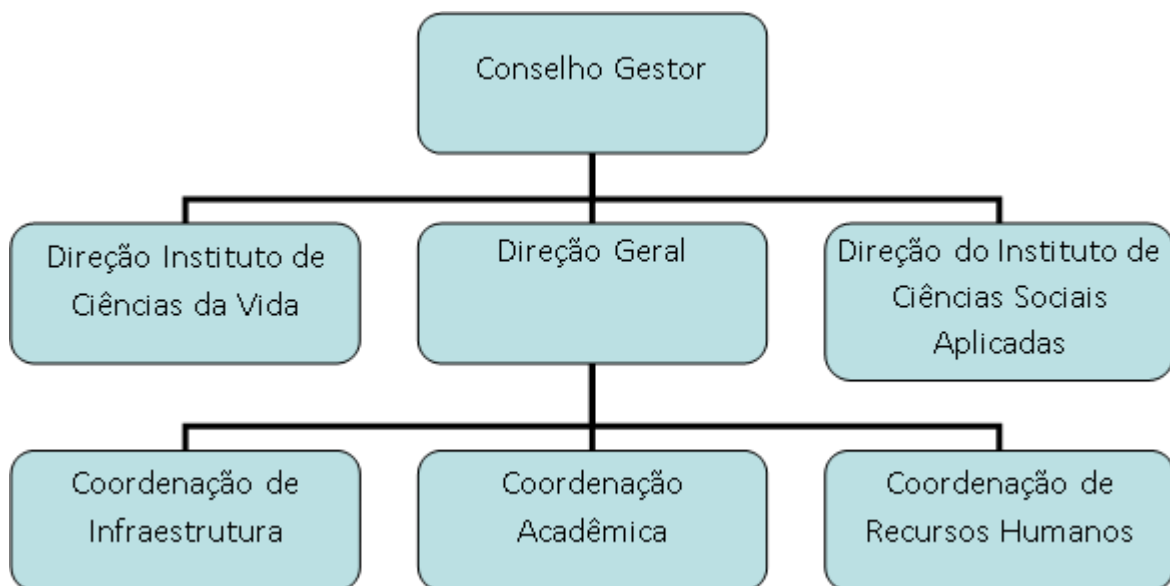 Conselho Gestor
Direção Instituto de
Ciências da Vida
Direção Geral
Direção do Instituto de
Ciências Sociais
Aplicadas
Coordenação de
Infraestrutura
Coordenação
Acadêmica
Coordenação de
Recursos Humanos